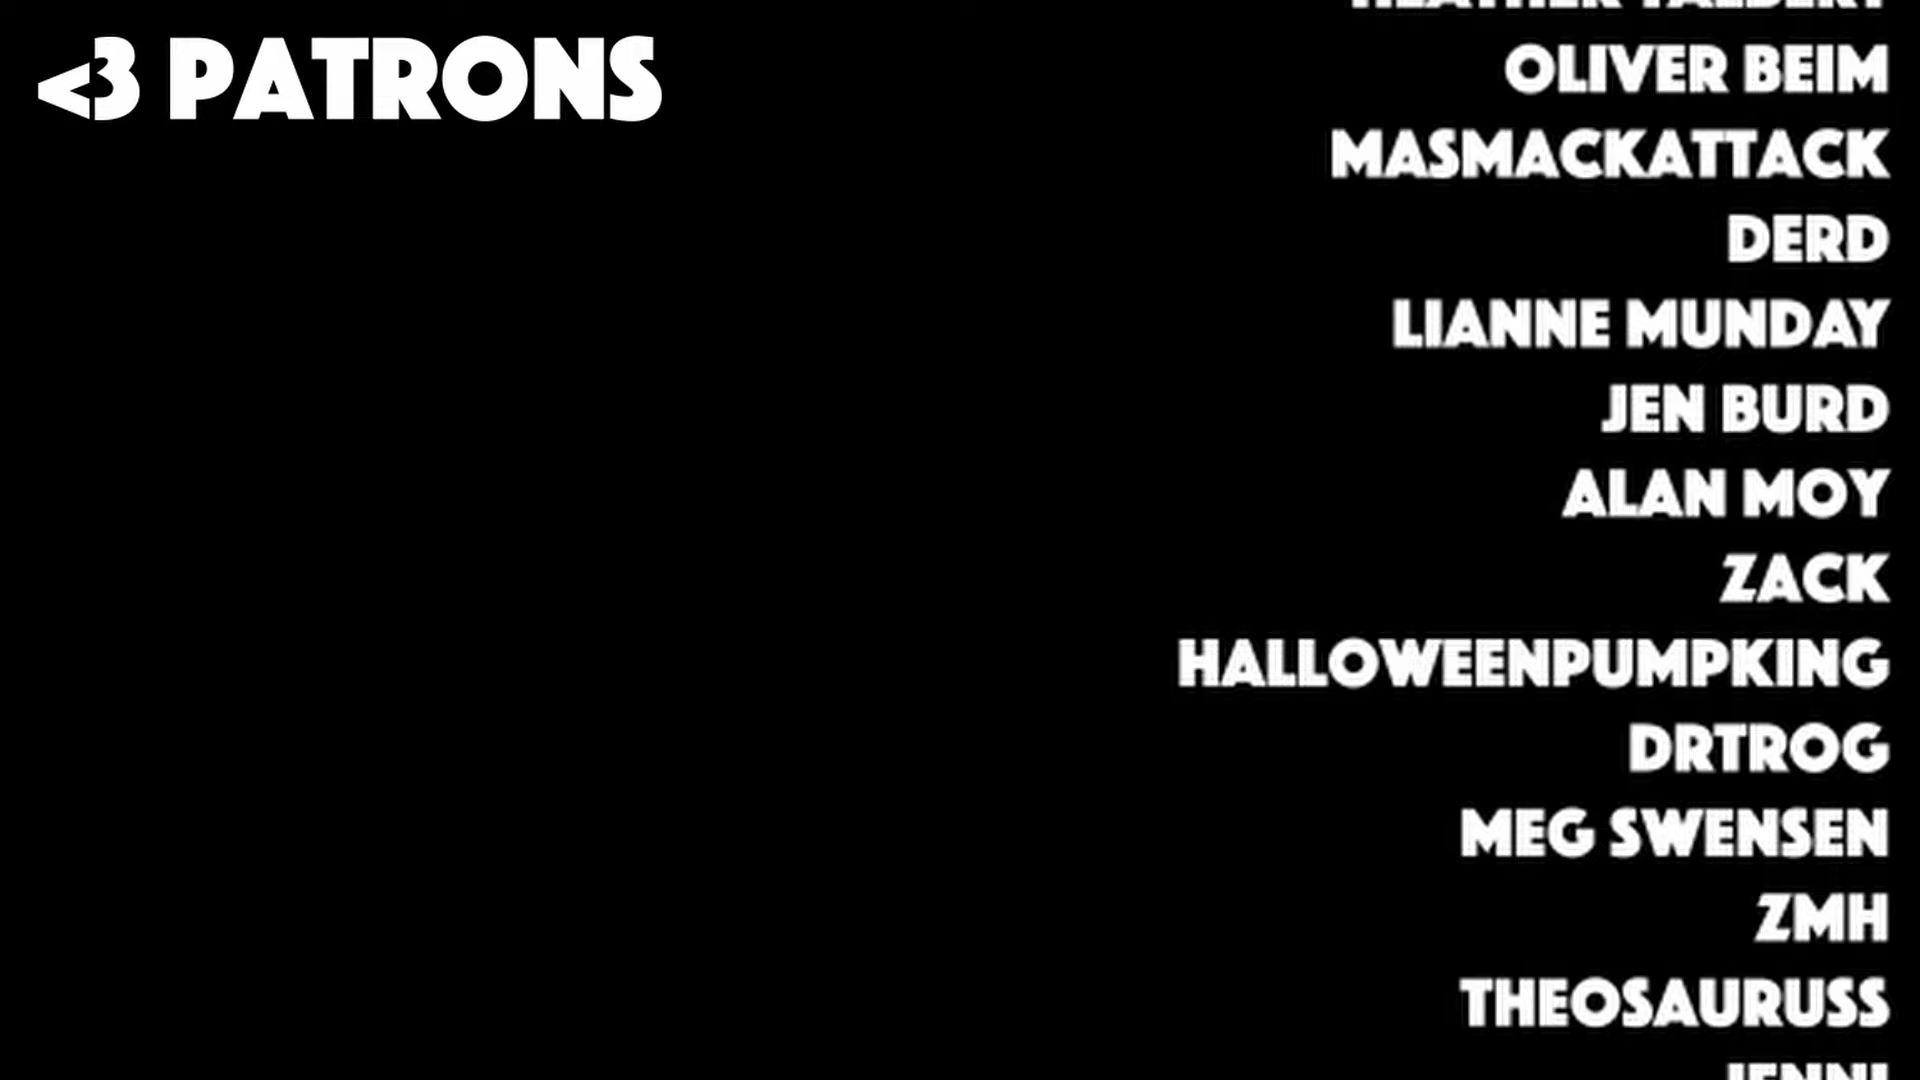 <3 PATRONS
OLIVER BEIM
MASMACKATTACK
DERD
LIANNE MUNDAY
JEN BURD
ALAN MOY
ZACK
HALLOWEENPUMPKING
DRTROG
MEG SWENSEN
ZMH
THEOSAURUSS